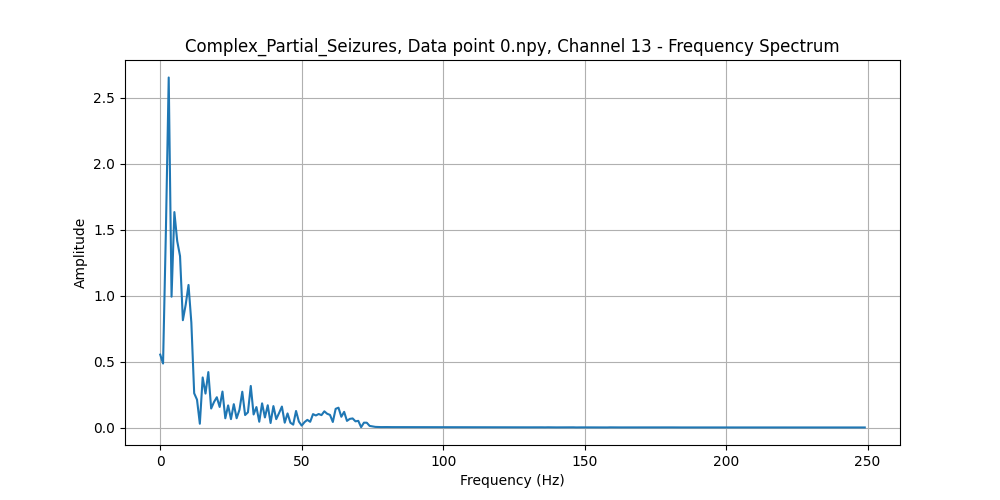 Complex_Partial_Seizures, Data point 0.npy, Channel 13 - Frequency Spectrum
2.5
2.0
1.5
1.0
0.5
0.0
Amplitude
0 50 100 150 200 250
Frequency (Hz)